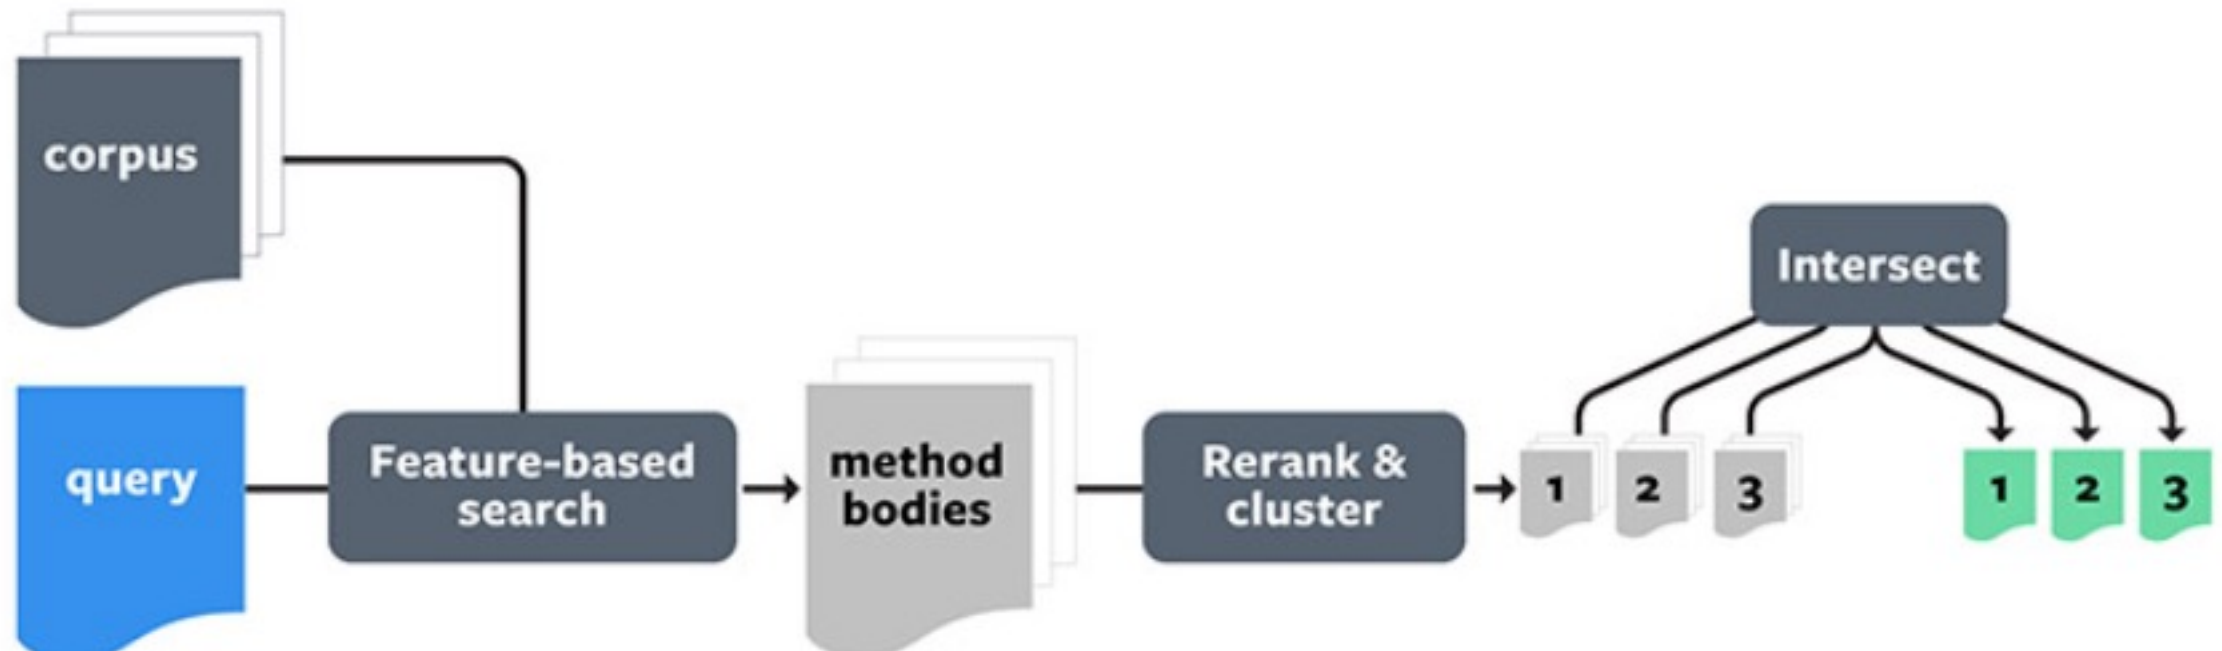 corpus
query
Feature-based
search
method
bodies
Rerank &
cluster
1
2
3
Intersect
1
2
3